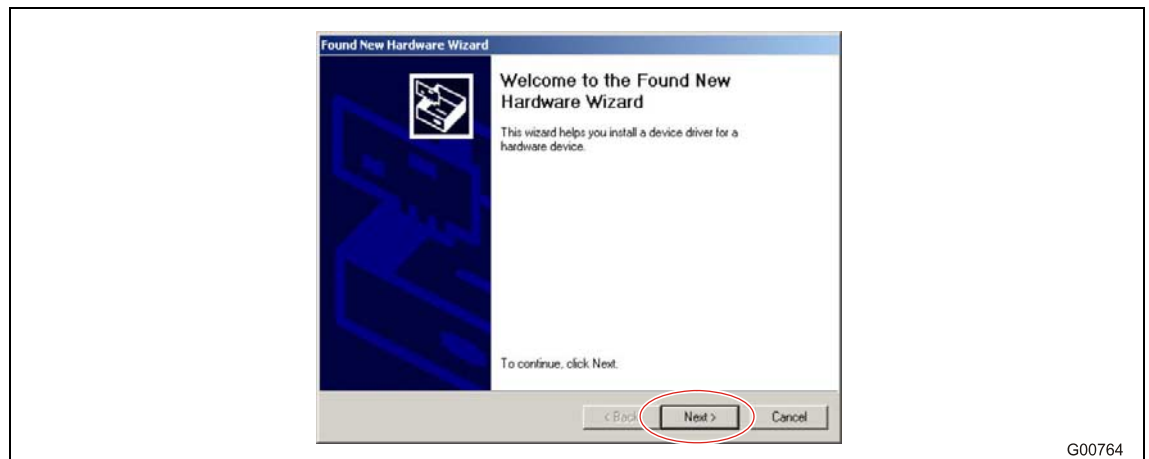 Found New Hardware Wizard
Welcome to the Found New
Hardware Wizard
This wizard helps you install a device driver for a
hardware device.
To continue, click Next.
< Back
Next >
Cancel
G00764